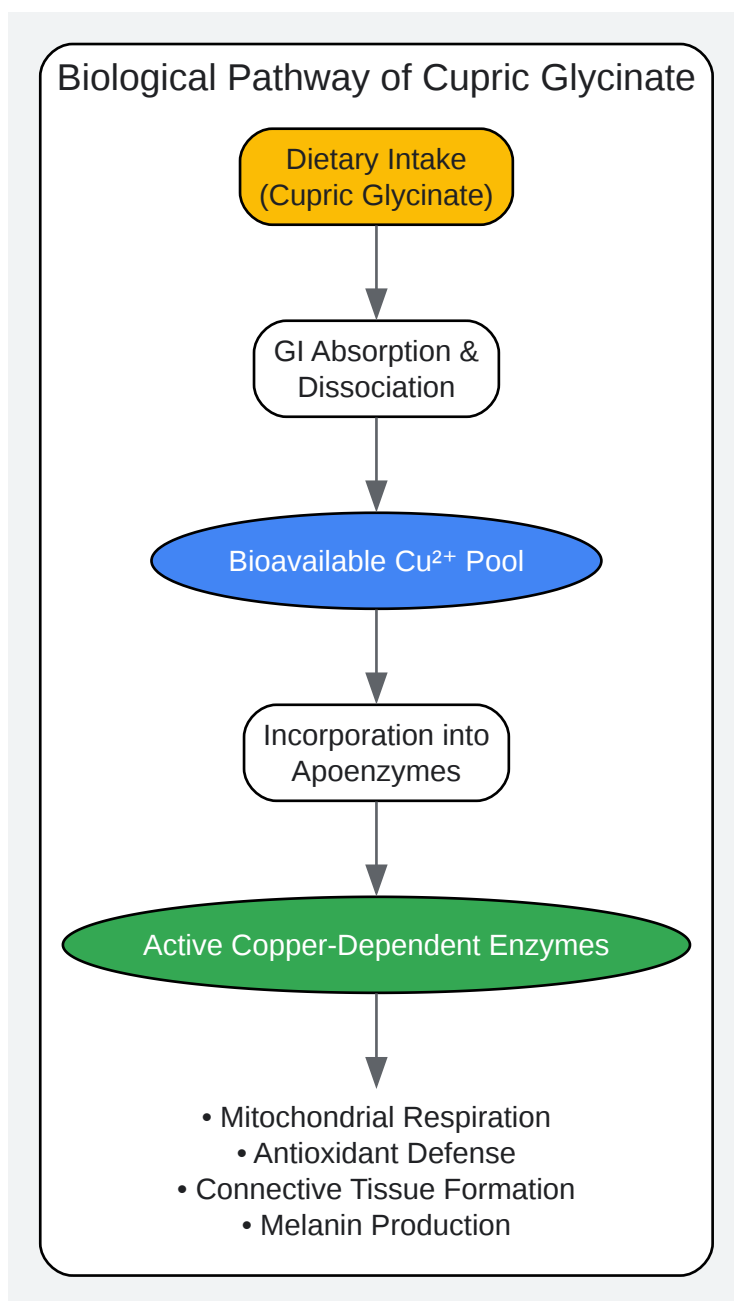 Biological Pathway of Cupric Glycinate
Dietary Intake
(Cupric Glycinate)
GI Absorption &
Dissociation
Bioavailable Cu²⁺ Pool
Incorporation into
Apoenzymes
Active Copper-Dependent Enzymes
• Mitochondrial Respiration
• Antioxidant Defense
• Connective Tissue Formation
• Melanin Production